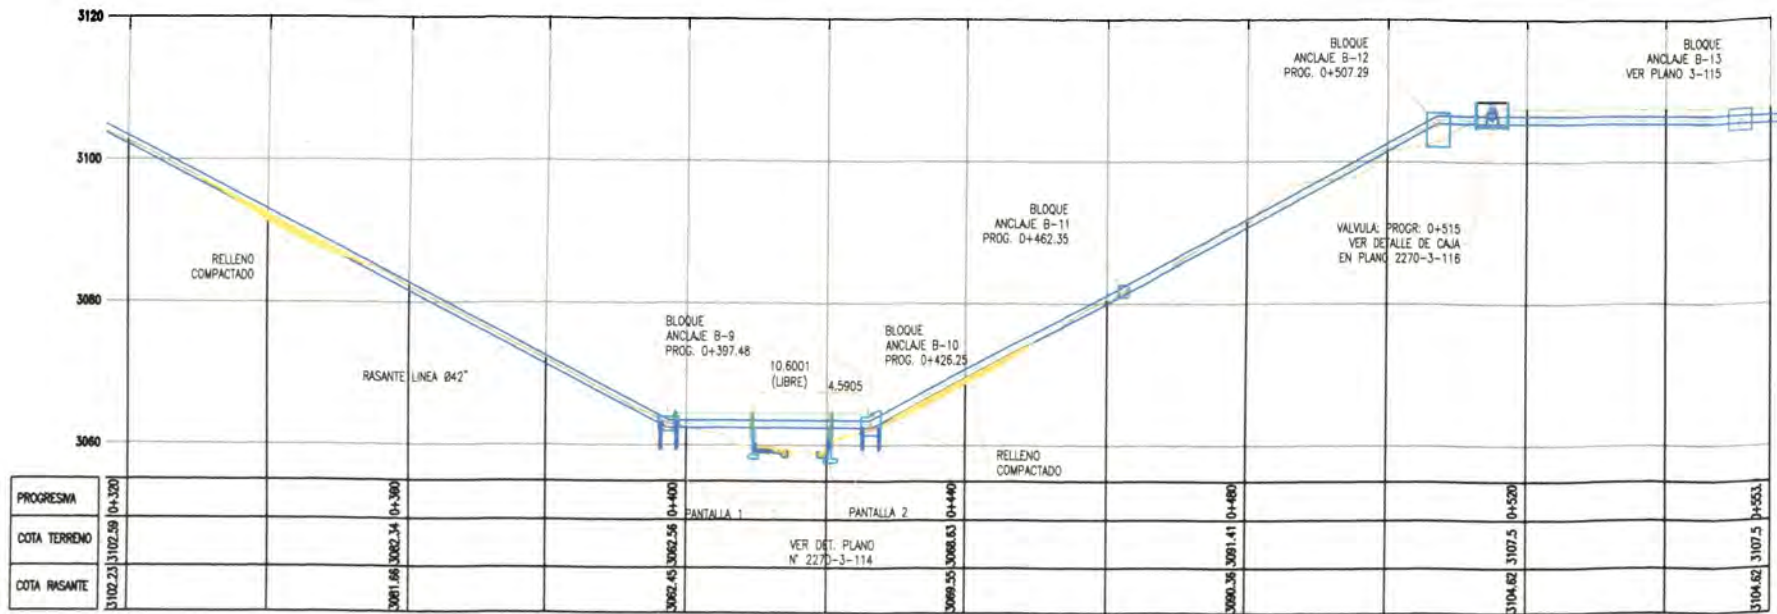 3120
BLOQUE
ANCLAJE B-12
PROG. 0+507.29
BLOQUE
ANCLAJE B-13
VER PLANO 3-115
3100
BLOQUE
ANCLAJE B-11
PROG. 0+462.35
VALVULA: PROGR: 0+515
VER DETALLE DE CAJA
EN PLANO 2270-3-116
RELLENO
COMPACTADO
3080
BLOQUE
ANCLAJE B-9
PROG. 0+397.48
BLOQUE
ANCLAJE B-10
PROG. 0+426.25
10.6001
(LIBRE)
4.5905
RASANTE LINEA Ø42"
3060
RELLENO
COMPACTADO
PANTALLA 1
PANTALLA 2
VER DET. PLANO
N° 2270-3-114
PROGRESIVA 0+320 0+360 0+400 0+440 0+480 0+520 0+553.
COTA TERRENO 3102.59 3082.34 3062.56 3068.63 3091.41 3107.5 3107.5
COTA RASANTE 3102.23 3081.66 3062.45 3069.55 3090.36 3104.62 3104.62